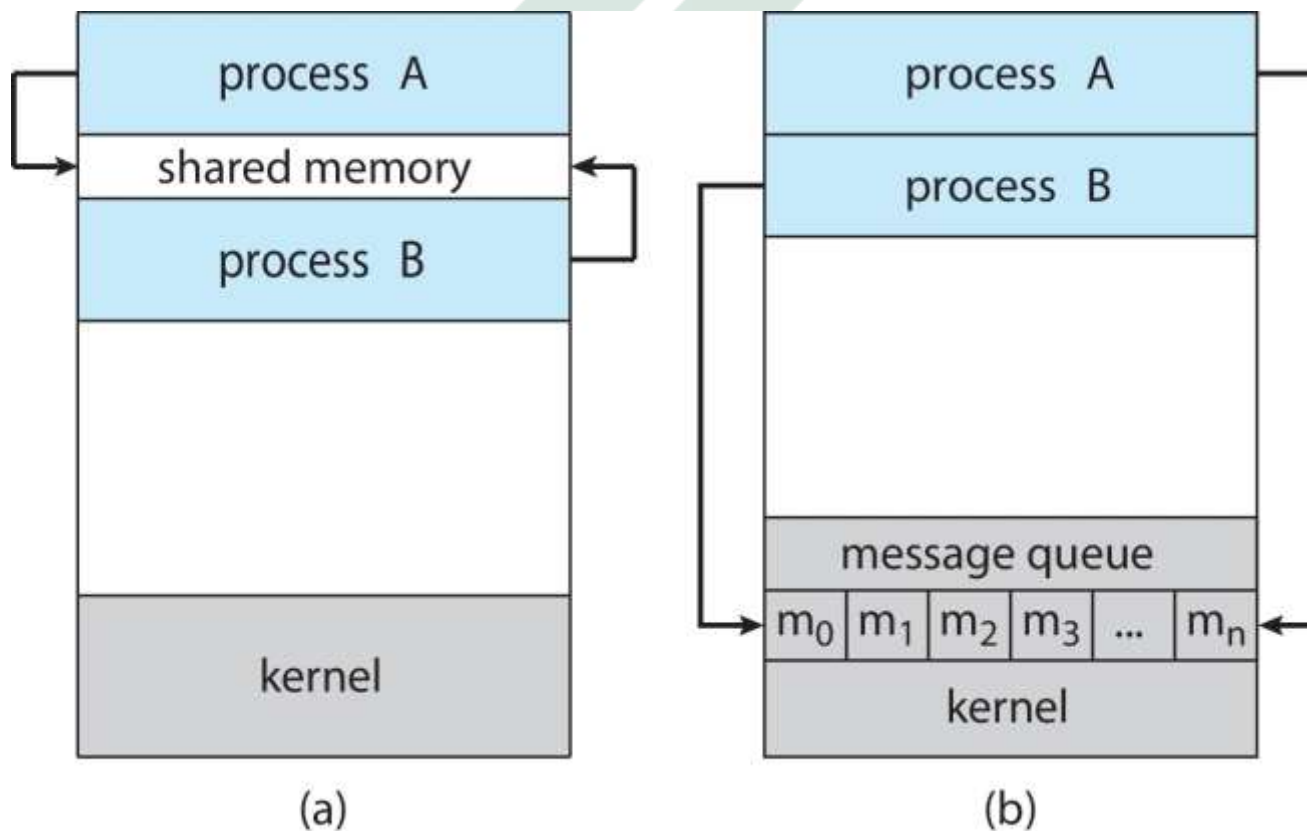 process A
shared memory
process B
kernel
(a)
process A
process B
message queue
m₀ m₁ m₂ m₃ ... mₙ
kernel
(b)